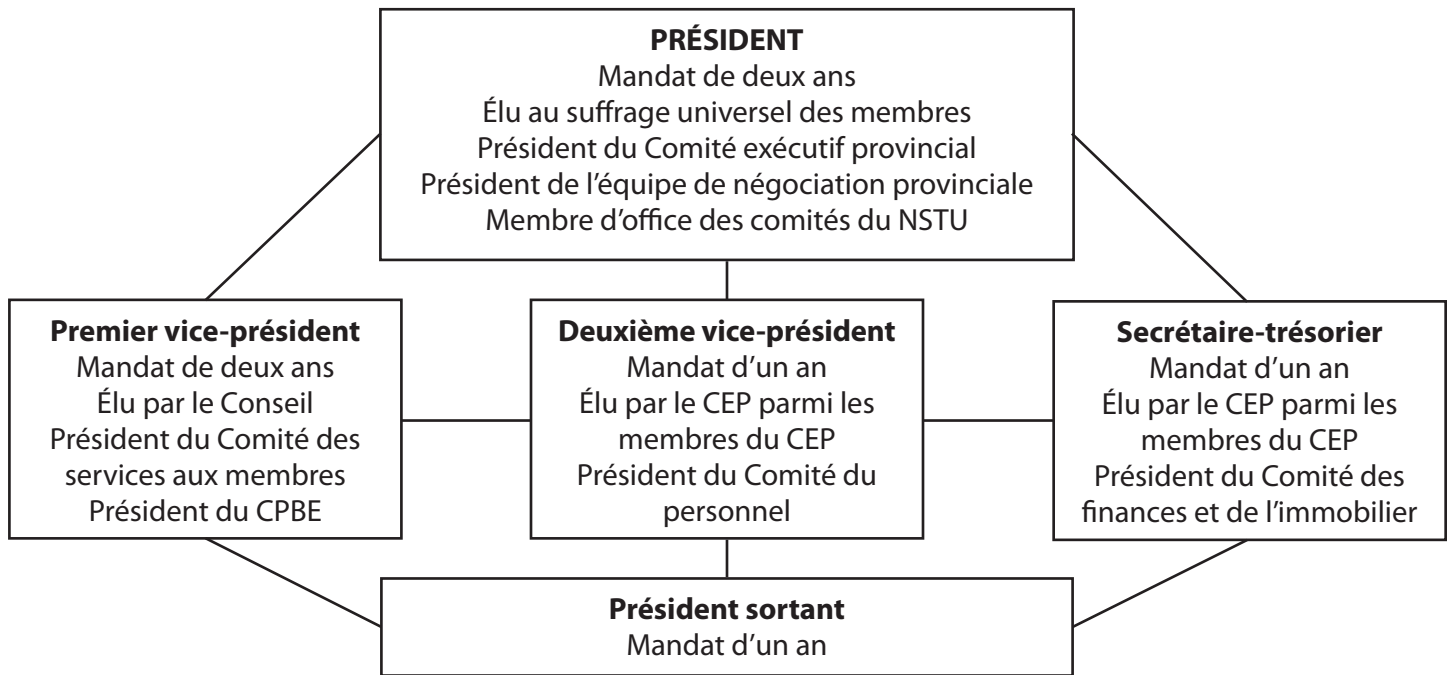 PRÉSIDENT
Mandat de deux ans
Élu au suffrage universel des membres
Président du Comité exécutif provincial
Président de l’équipe de négociation provinciale
Membre d’office des comités du NSTU
Premier vice-président
Mandat de deux ans
Élu par le Conseil
Président du Comité des
services aux membres
Président du CPBE
Deuxième vice-président
Mandat d’un an
Élu par le CEP parmi les
membres du CEP
Président du Comité du
personnel
Secrétaire-trésorier
Mandat d’un an
Élu par le CEP parmi les
membres du CEP
Président du Comité des
finances et de l’immobilier
Président sortant
Mandat d’un an